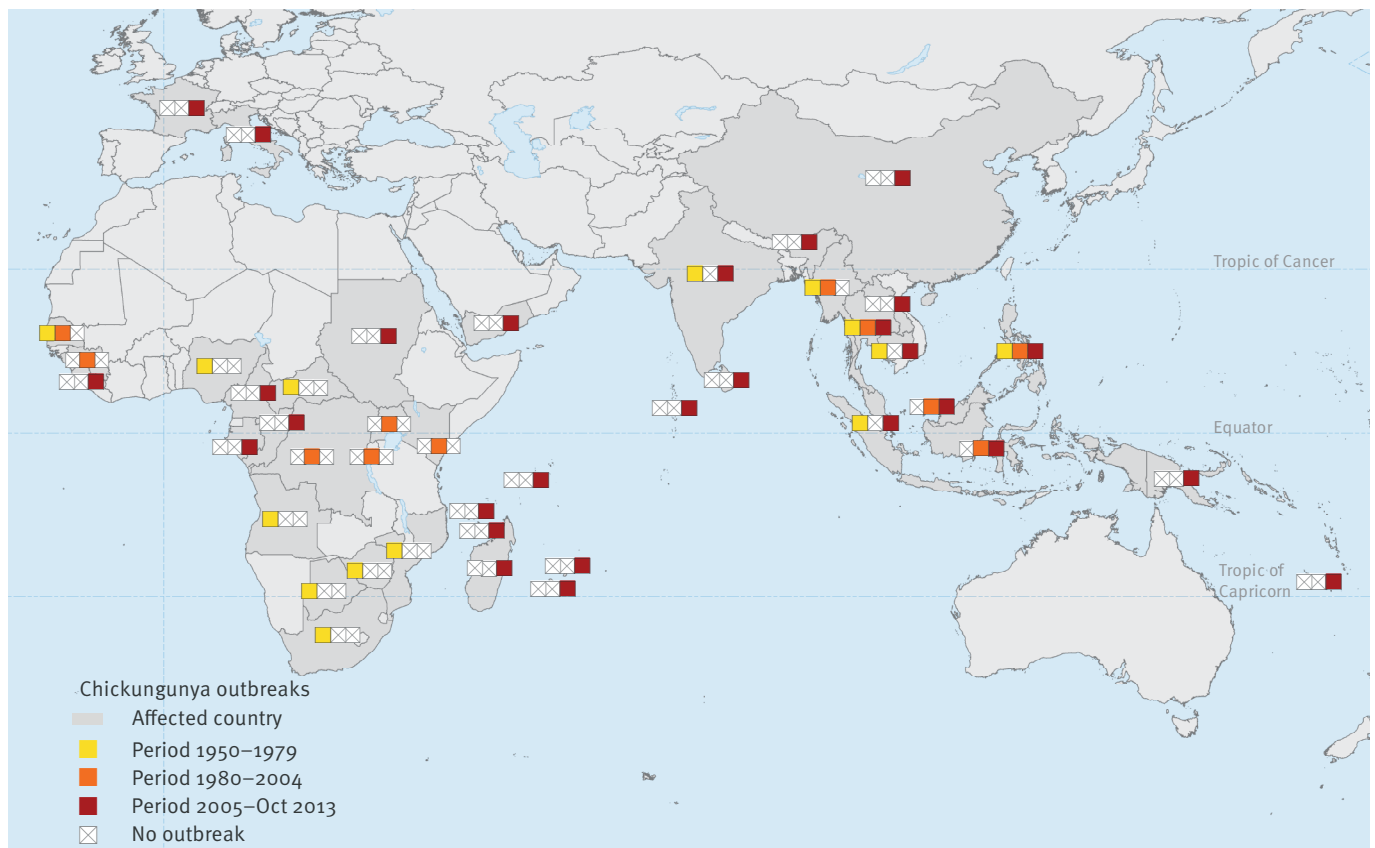 Tropic of Cancer
Equator
Tropic of
Capricorn
Chickungunya outbreaks
Affected country
Period 1950–1979
Period 1980–2004
Period 2005–Oct 2013
No outbreak